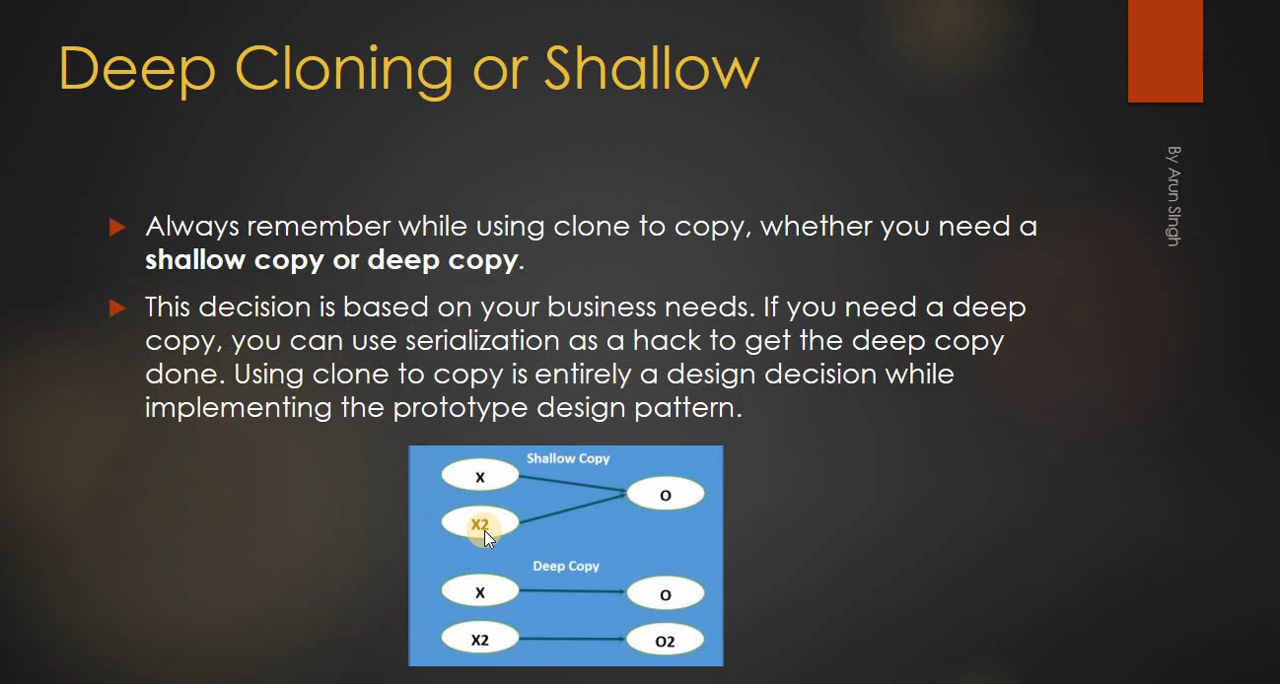 Deep Cloning or Shallow
By Arun Singh
Always remember while using clone to copy, whether you need a
shallow copy or deep copy.
This decision is based on your business needs. If you need a deep
copy, you can use serialization as a hack to get the deep copy
done. Using clone to copy is entirely a design decision while
implementing the prototype design pattern.
Shallow Copy
X
O
X2
Deep Copy
X
O
X2
O2